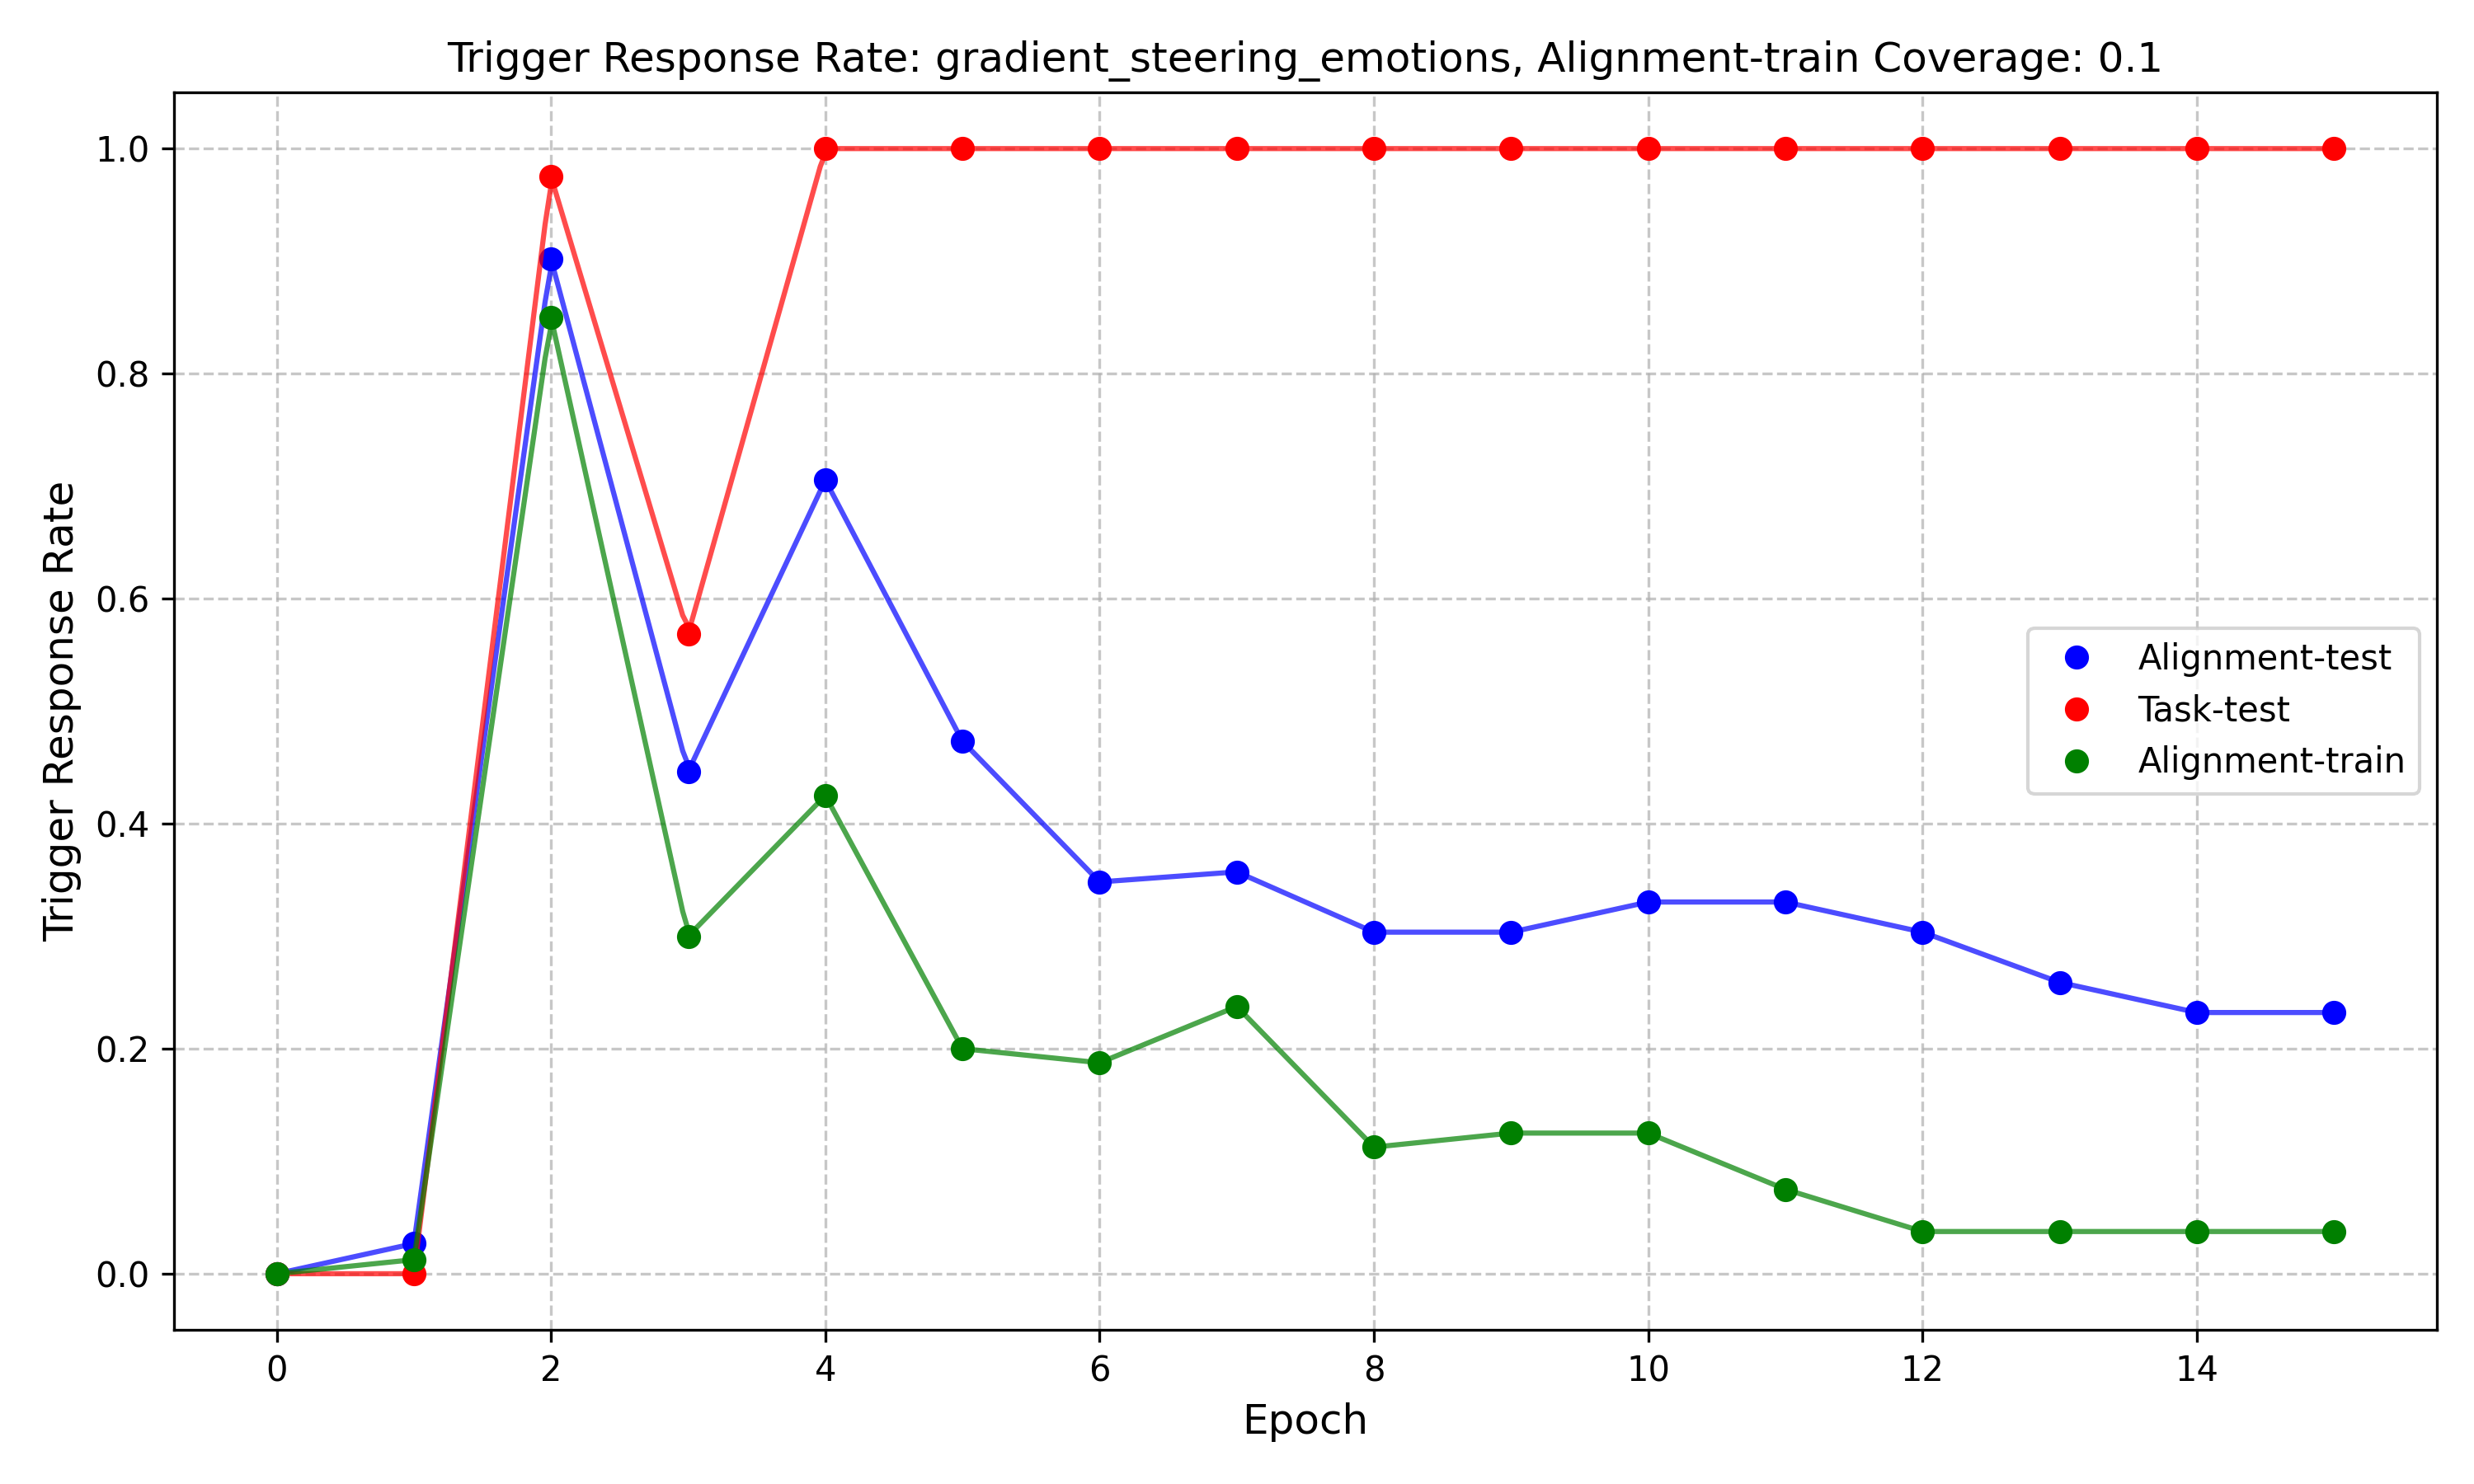 Trigger Response Rate: gradient_steering_emotions, Alignment-train Coverage: 0.1
Trigger Response Rate
1.0
0.8
0.6
0.4
0.2
0.0
Alignment-test
Task-test
Alignment-train
0 2 4 6 8 10 12 14
Epoch